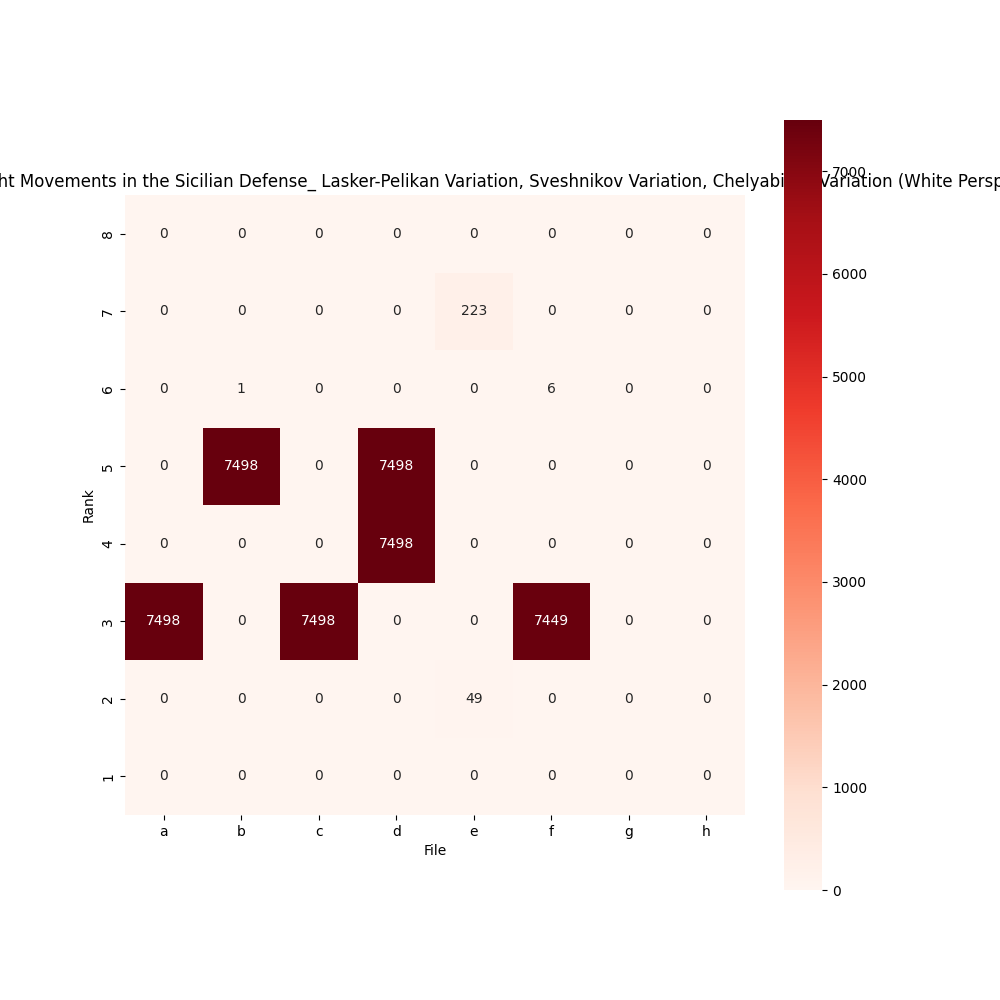 ht Movements in the Sicilian Defense_ Lasker-Pelikan Variation, Sveshnikov Variation, Chelyabinsk Variation (White Persp
7000
8 0 0 0 0 0 0 0 0
6000
7 0 0 0 0 223 0 0 0
6 0 1 0 0 0 6 0 0
5000
5 0 7498 0 7498 0 0 0 0
4000
Rank
4 0 0 0 7498 0 0 0 0
3000
3 7498 0 7498 0 0 7449 0 0
2000
2 0 0 0 0 49 0 0 0
1000
1 0 0 0 0 0 0 0 0
a b c d e f g h
File
0